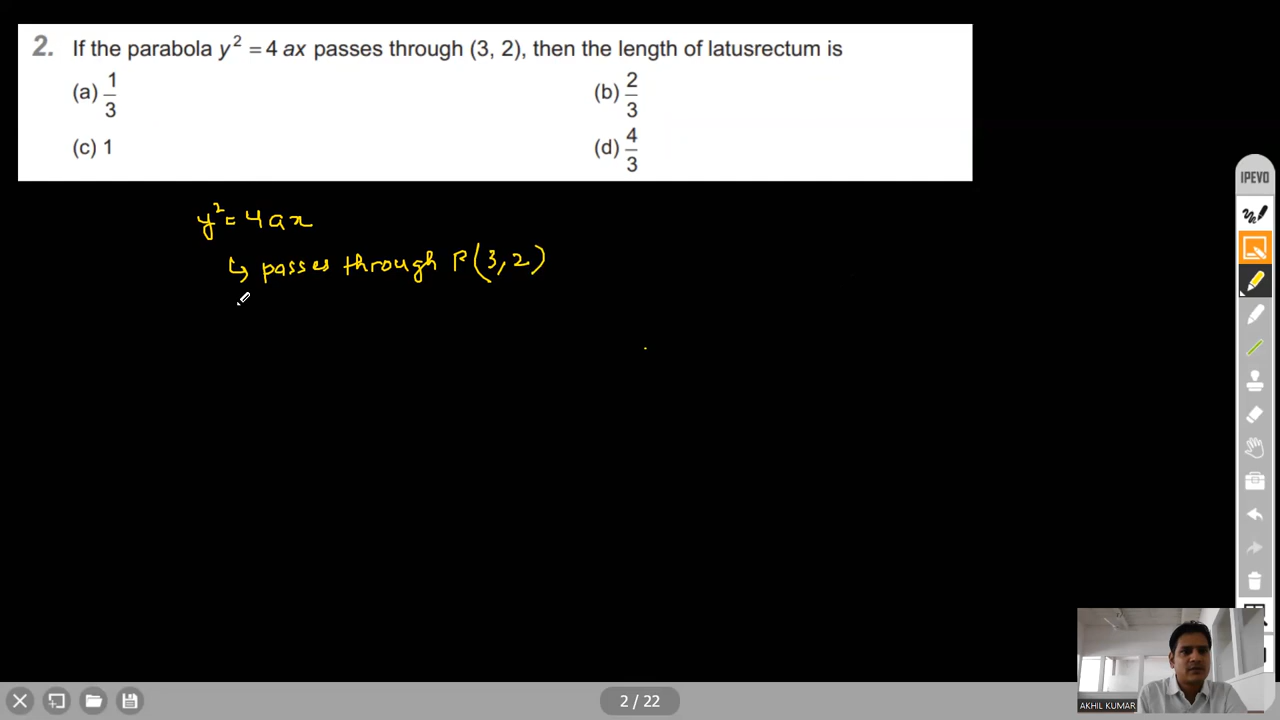 2. If the parabola y² = 4 ax passes through (3, 2), then the length of latusrectum is
(a) 1/3 (b) 2/3
(c) 1 (d) 4/3
y² = 4ax
↳ passes through P(3,2)
IPEVO
2 / 22
AKHIL KUMAR